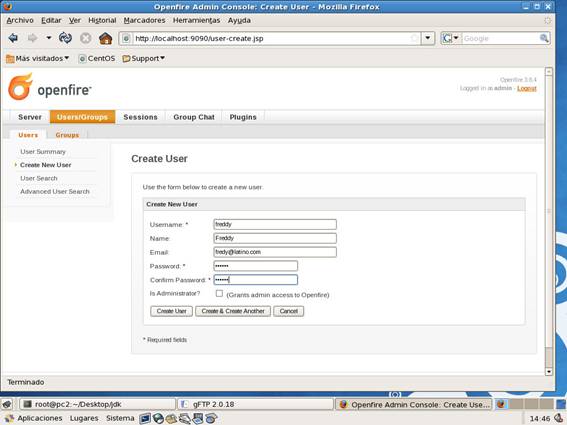 Openfire Admin Console: Create User - Mozilla Firefox
Archivo Editar Ver Historial Marcadores Herramientas Ayuda
http://localhost:9090/user-create.jsp
Google
Más visitados CentOS Support
openfire
Openfire 3.6.4
Logged in as admin - Logout
Server Users/Groups Sessions Group Chat Plugins
Users Groups
User Summary
Create New User
User Search
Advanced User Search
Create User
Use the form below to create a new user.
Create New User
Username: * freddy
Name: Freddy
Email: fredy@latino.com
Password: * ••••••
Confirm Password: * ••••••
Is Administrator? (Grants admin access to Openfire)
Create User Create & Create Another Cancel
* Required fields
Terminado
root@pc2:~/Desktop/jdk gFTP 2.0.18 Openfire Admin Console: Create Use...
Aplicaciones Lugares Sistema 14:46